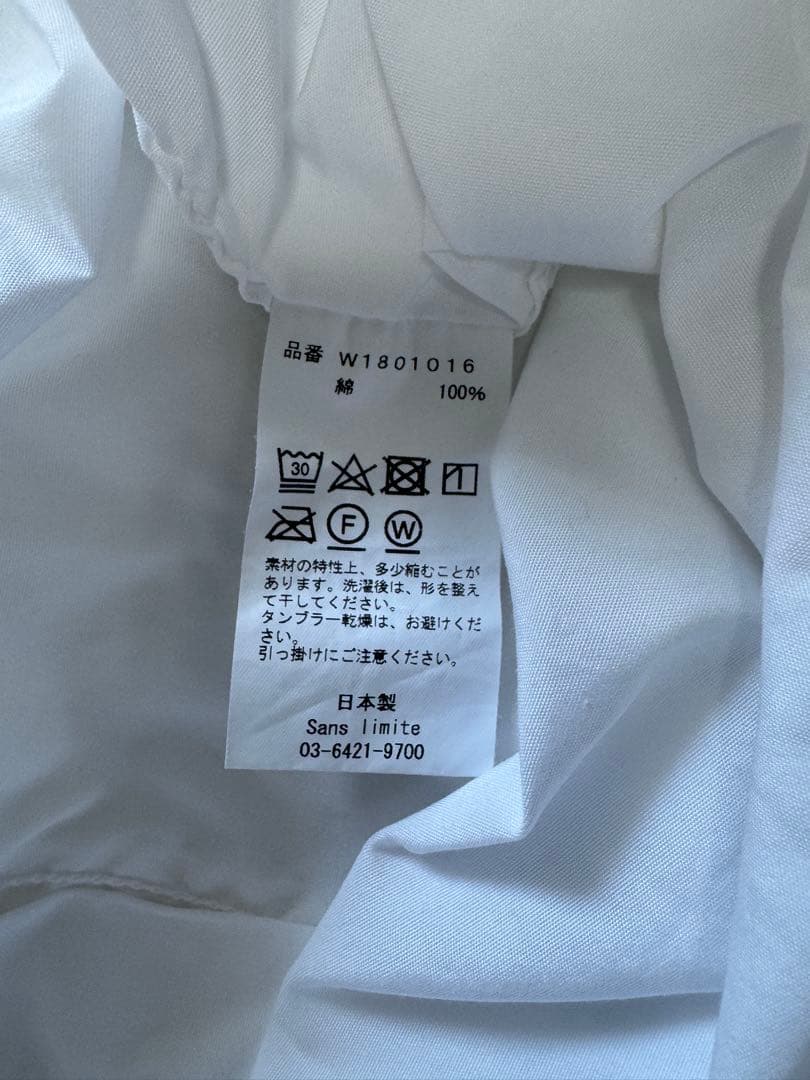 品番 W1801016
綿 100%
30
F W
素材の特性上、多少縮むことが
あります。洗濯後は、形を整え
て干してください。
タンブラー乾燥は、お避けくだ
さい。
引っ掛けにご注意ください。
日本製
Sans limite
03-6421-9700